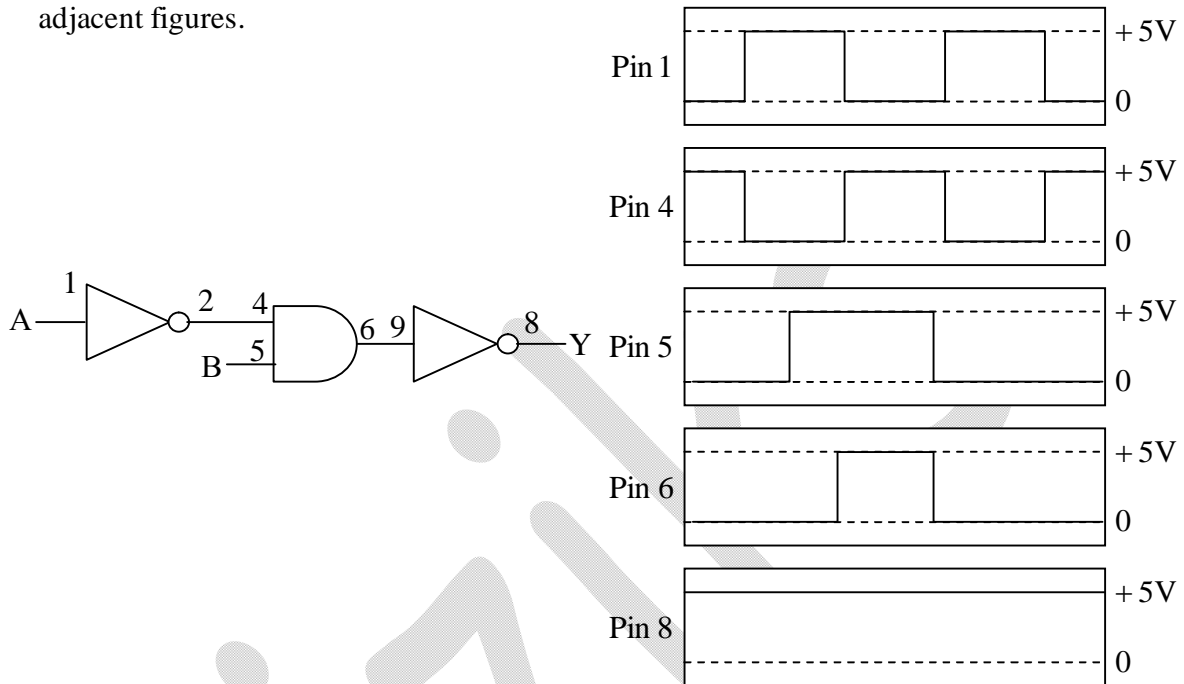 adjacent figures.
+5V
Pin 1
0
+5V
Pin 4
0
1
2
4
A
6
9
8
5
B
Y
+5V
Pin 5
0
+5V
Pin 6
0
+5V
Pin 8
0